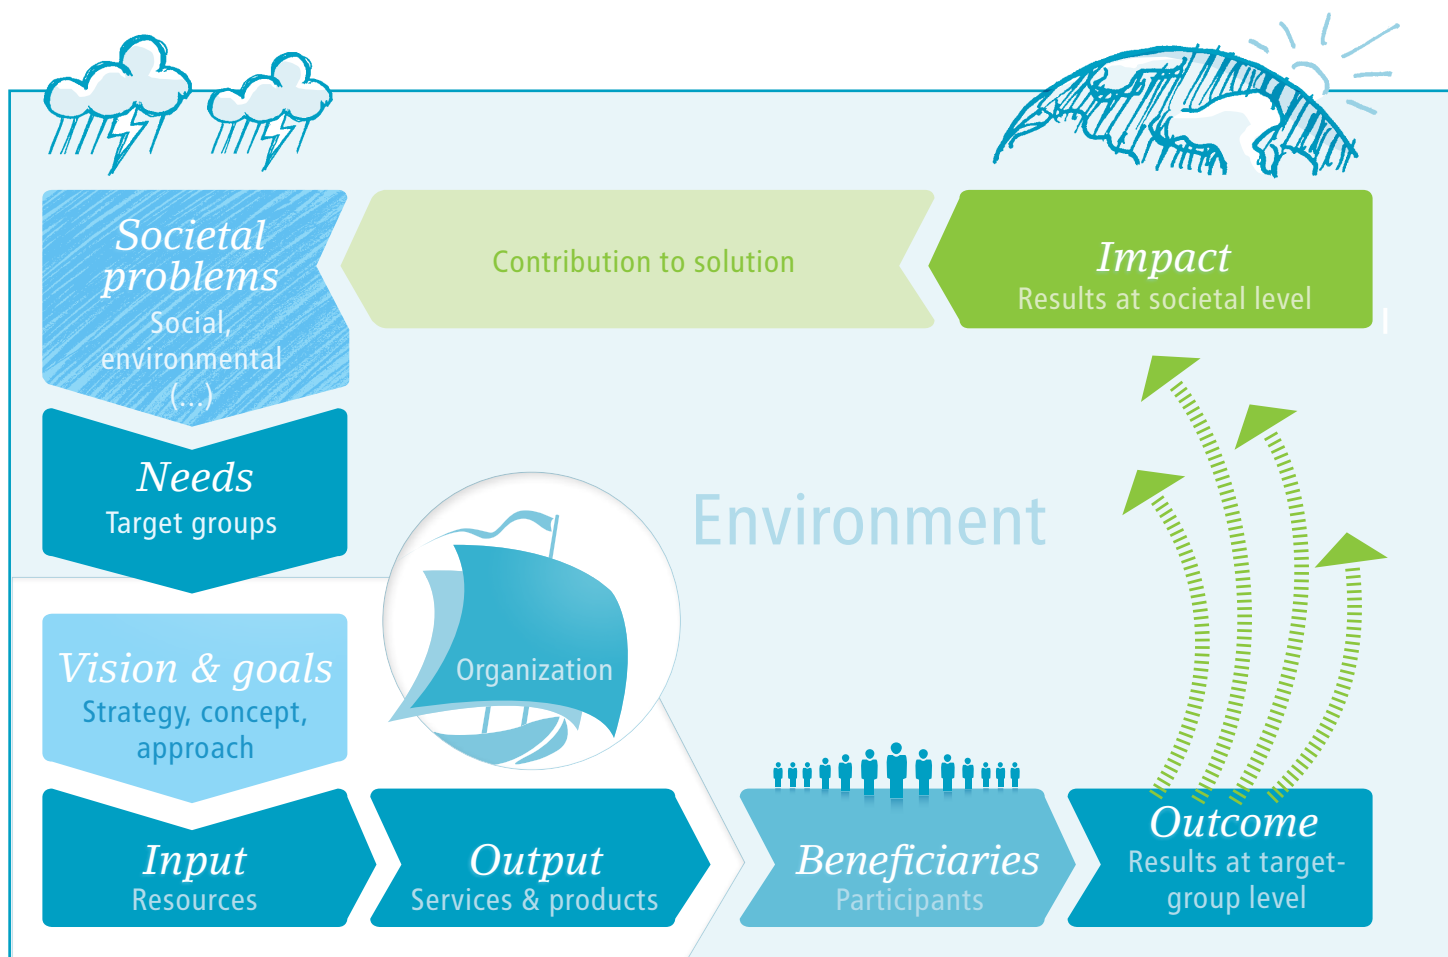 Societal
problems
Social,
environmental
(...)
Contribution to solution
Impact
Results at societal level
Needs
Target groups
Environment
Vision & goals
Strategy, concept,
approach
Organization
Input
Resources
Output
Services & products
Beneficiaries
Participants
Outcome
Results at target-
group level